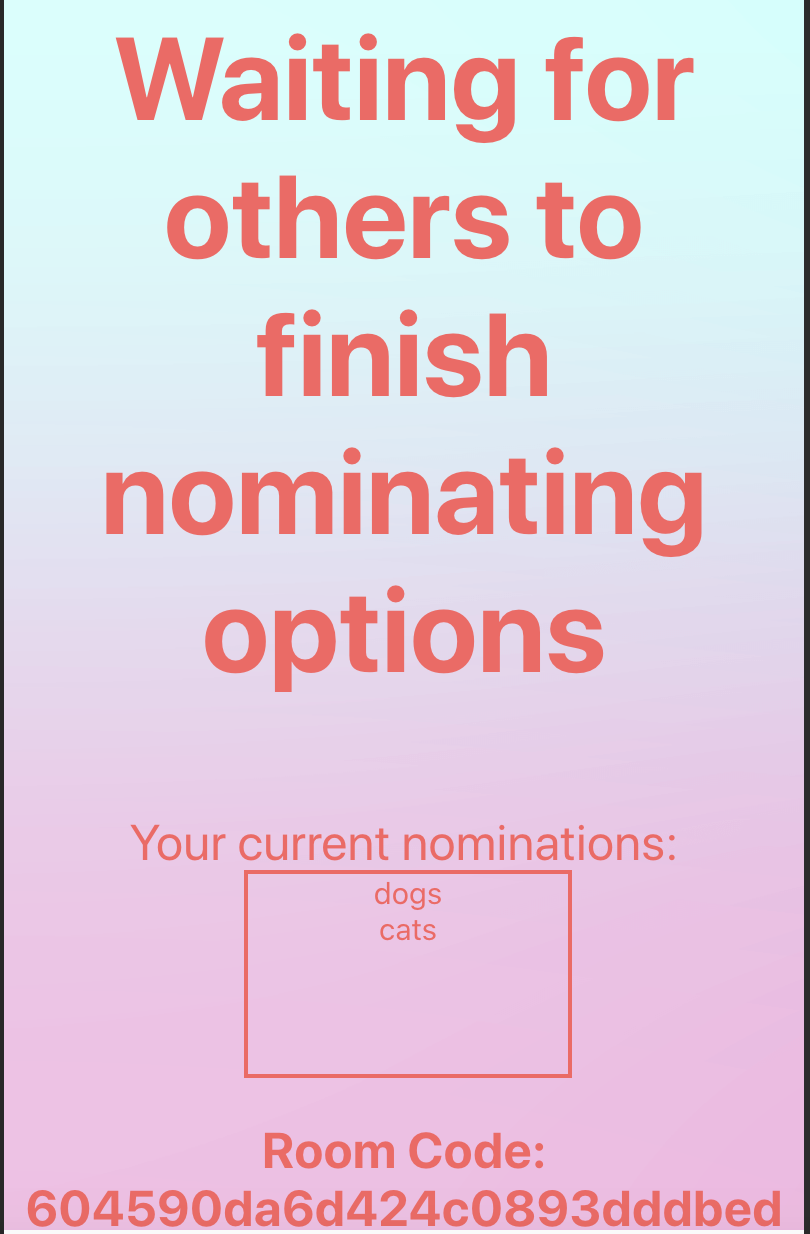 Waiting for
others to
finish
nominating
options
Your current nominations:
dogs
cats
Room Code:
604590da6d424c0893dddbed